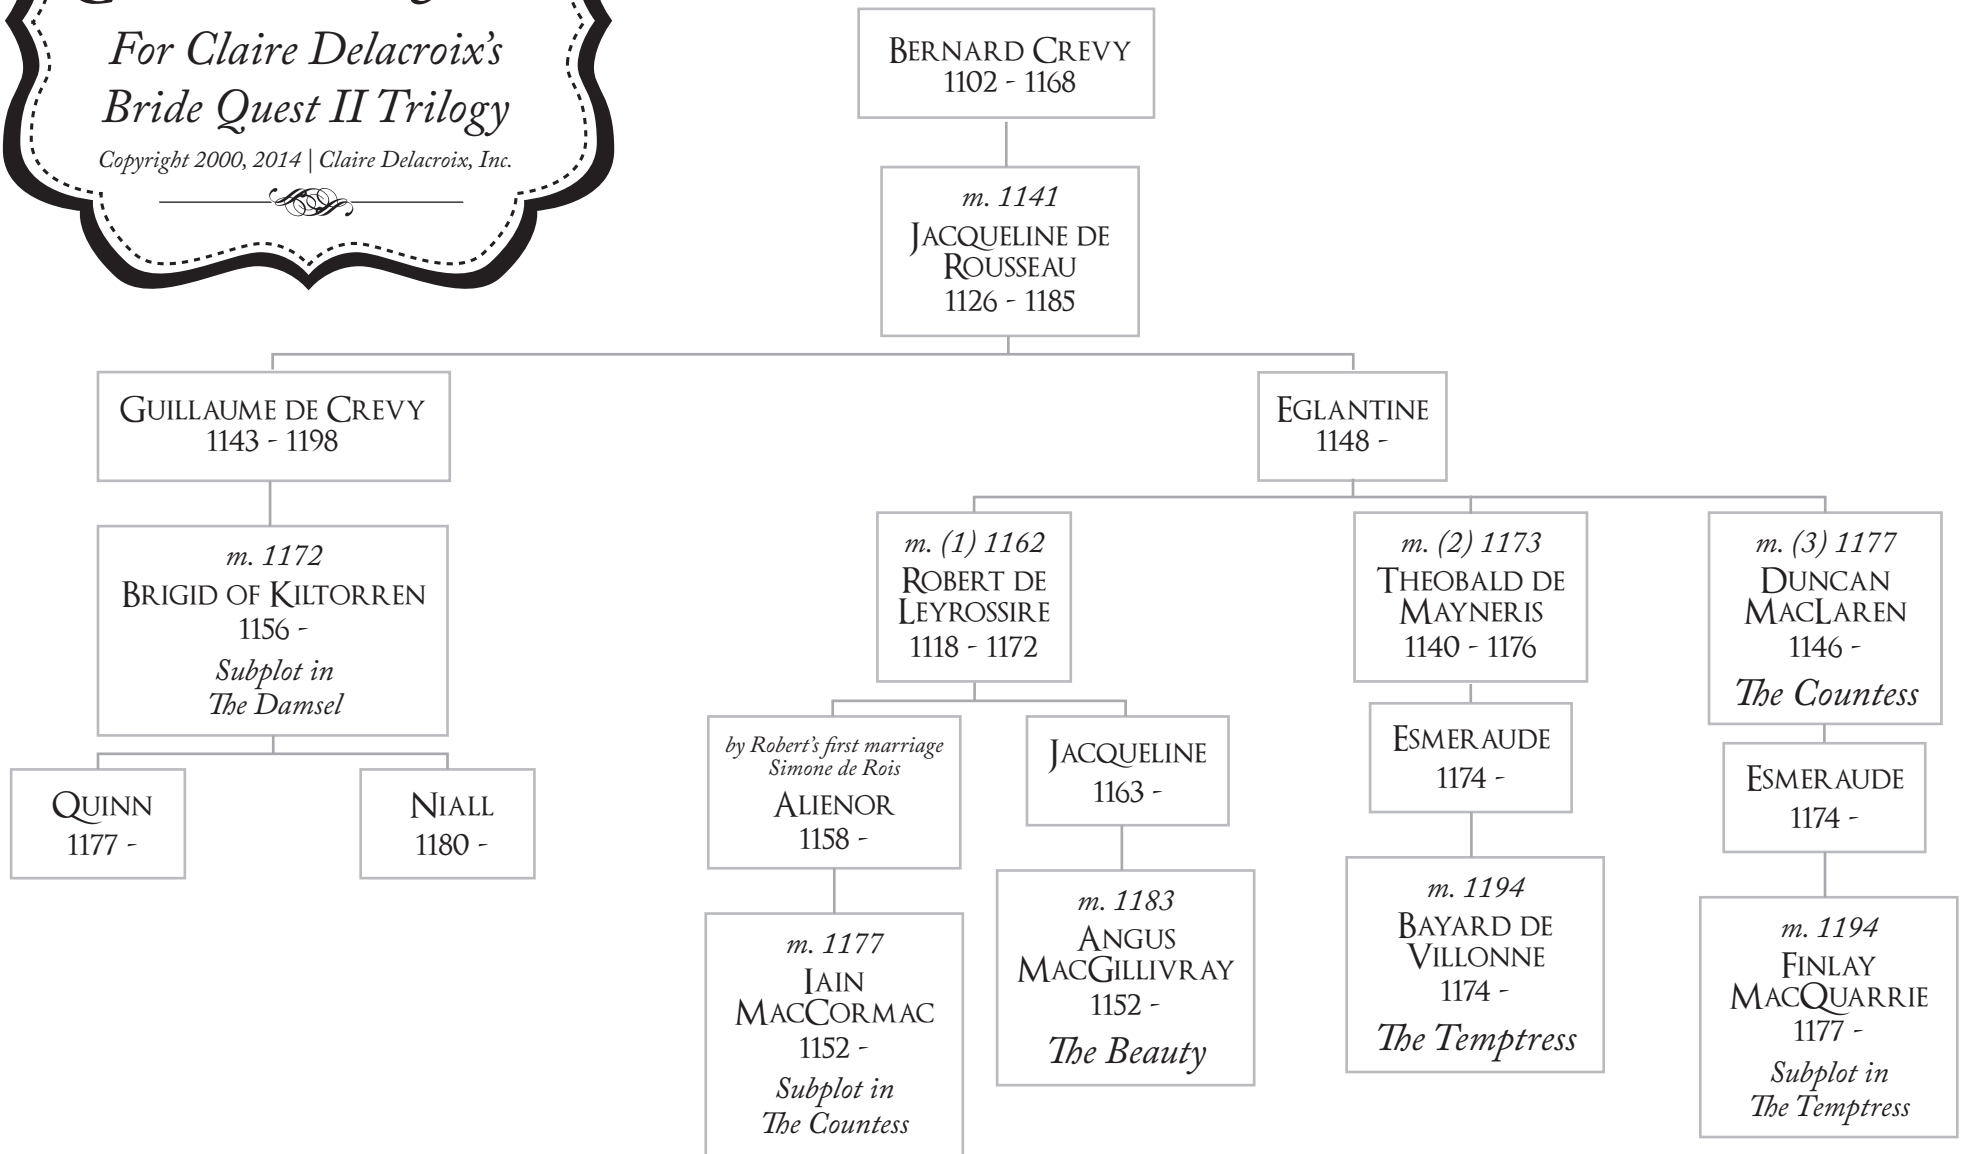 For Claire Delacroix's
Bride Quest II Trilogy
Copyright 2000, 2014 | Claire Delacroix, Inc.
Bernard Crevy
1102 - 1168
m. 1141
Jacqueline de
Rousseau
1126 - 1185
Guillaume de Crevy
1143 - 1198
m. 1172
Brigid of Kiltorren
1156 -
Subplot in
The Damsel
Quinn
1177 -
Niall
1180 -
Eglantine
1148 -
m. (1) 1162
Robert de
Leyrossire
1118 - 1172
by Robert's first marriage
Simone de Rois
Alienor
1158 -
m. 1177
Iain
MacCormac
1152 -
Subplot in
The Countess
Jacqueline
1163 -
m. 1183
Angus
MacGillivray
1152 -
The Beauty
m. (2) 1173
Theobald de
Mayneris
1140 - 1176
Esmeraude
1174 -
m. 1194
Bayard de
Villonne
1174 -
The Temptress
m. (3) 1177
Duncan
MacLaren
1146 -
The Countess
Esmeraude
1174 -
m. 1194
Finlay
MacQuarrie
1177 -
Subplot in
The Temptress